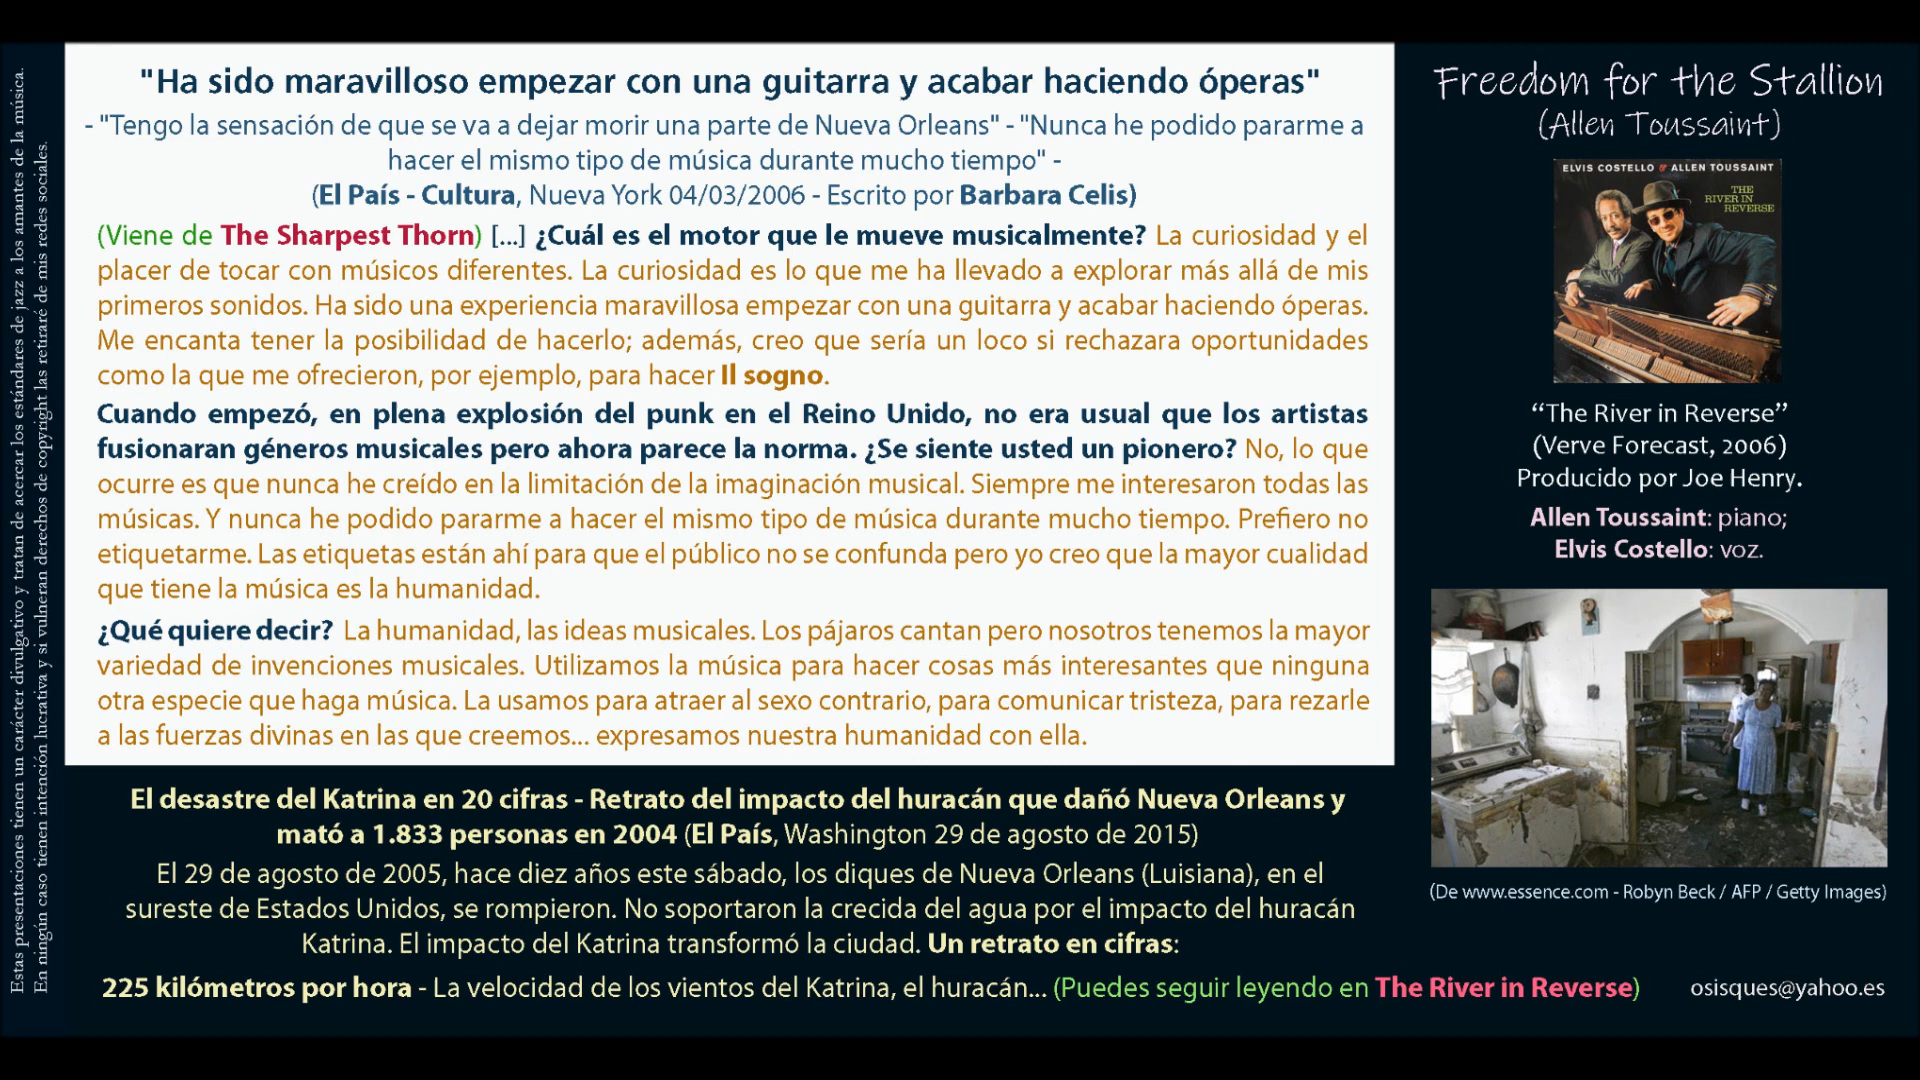 Estas presentaciones tienen un carácter divulgativo y tratan de acercar los estándares de jazz a los amantes de la música.
En ningún caso tienen intención lucrativa y si vulneran derechos de copyright las retiraré de mis redes sociales.
"Ha sido maravilloso empezar con una guitarra y acabar haciendo óperas"
- "Tengo la sensación de que se va a dejar morir una parte de Nueva Orleans" - "Nunca he podido pararme a
hacer el mismo tipo de música durante mucho tiempo" -
(El País - Cultura, Nueva York 04/03/2006 - Escrito por Barbara Celis)
(Viene de The Sharpest Thorn) [...] ¿Cuál es el motor que le mueve musicalmente? La curiosidad y el
placer de tocar con músicos diferentes. La curiosidad es lo que me ha llevado a explorar más allá de mis
primeros sonidos. Ha sido una experiencia maravillosa empezar con una guitarra y acabar haciendo óperas.
Me encanta tener la posibilidad de hacerlo; además, creo que sería un loco si rechazara oportunidades
como la que me ofrecieron, por ejemplo, para hacer Il sogno.
Cuando empezó, en plena explosión del punk en el Reino Unido, no era usual que los artistas
fusionaran géneros musicales pero ahora parece la norma. ¿Se siente usted un pionero? No, lo que
ocurre es que nunca he creído en la limitación de la imaginación musical. Siempre me interesaron todas las
músicas. Y nunca he podido pararme a hacer el mismo tipo de música durante mucho tiempo. Prefiero no
etiquetarme. Las etiquetas están ahí para que el público no se confunda pero yo creo que la mayor cualidad
que tiene la música es la humanidad.
¿Qué quiere decir? La humanidad, las ideas musicales. Los pájaros cantan pero nosotros tenemos la mayor
variedad de invenciones musicales. Utilizamos la música para hacer cosas más interesantes que ninguna
otra especie que haga música. La usamos para atraer al sexo contrario, para comunicar tristeza, para rezarle
a las fuerzas divinas en las que creemos... expresamos nuestra humanidad con ella.
El desastre del Katrina en 20 cifras - Retrato del impacto del huracán que dañó Nueva Orleans y
mató a 1.833 personas en 2004 (El País, Washington 29 de agosto de 2015)
El 29 de agosto de 2005, hace diez años este sábado, los diques de Nueva Orleans (Luisiana), en el
sureste de Estados Unidos, se rompieron. No soportaron la crecida del agua por el impacto del huracán
Katrina. El impacto del Katrina transformó la ciudad. Un retrato en cifras:
225 kilómetros por hora - La velocidad de los vientos del Katrina, el huracán... (Puedes seguir leyendo en The River in Reverse)
Freedom for the Stallion
(Allen Toussaint)
ELVIS COSTELLO & ALLEN TOUSSAINT
THE
RIVER IN
REVERSE
“The River in Reverse”
(Verve Forecast, 2006)
Producido por Joe Henry.
Allen Toussaint: piano;
Elvis Costello: voz.
(De www.essence.com - Robyn Beck / AFP / Getty Images)
osisques@yahoo.es